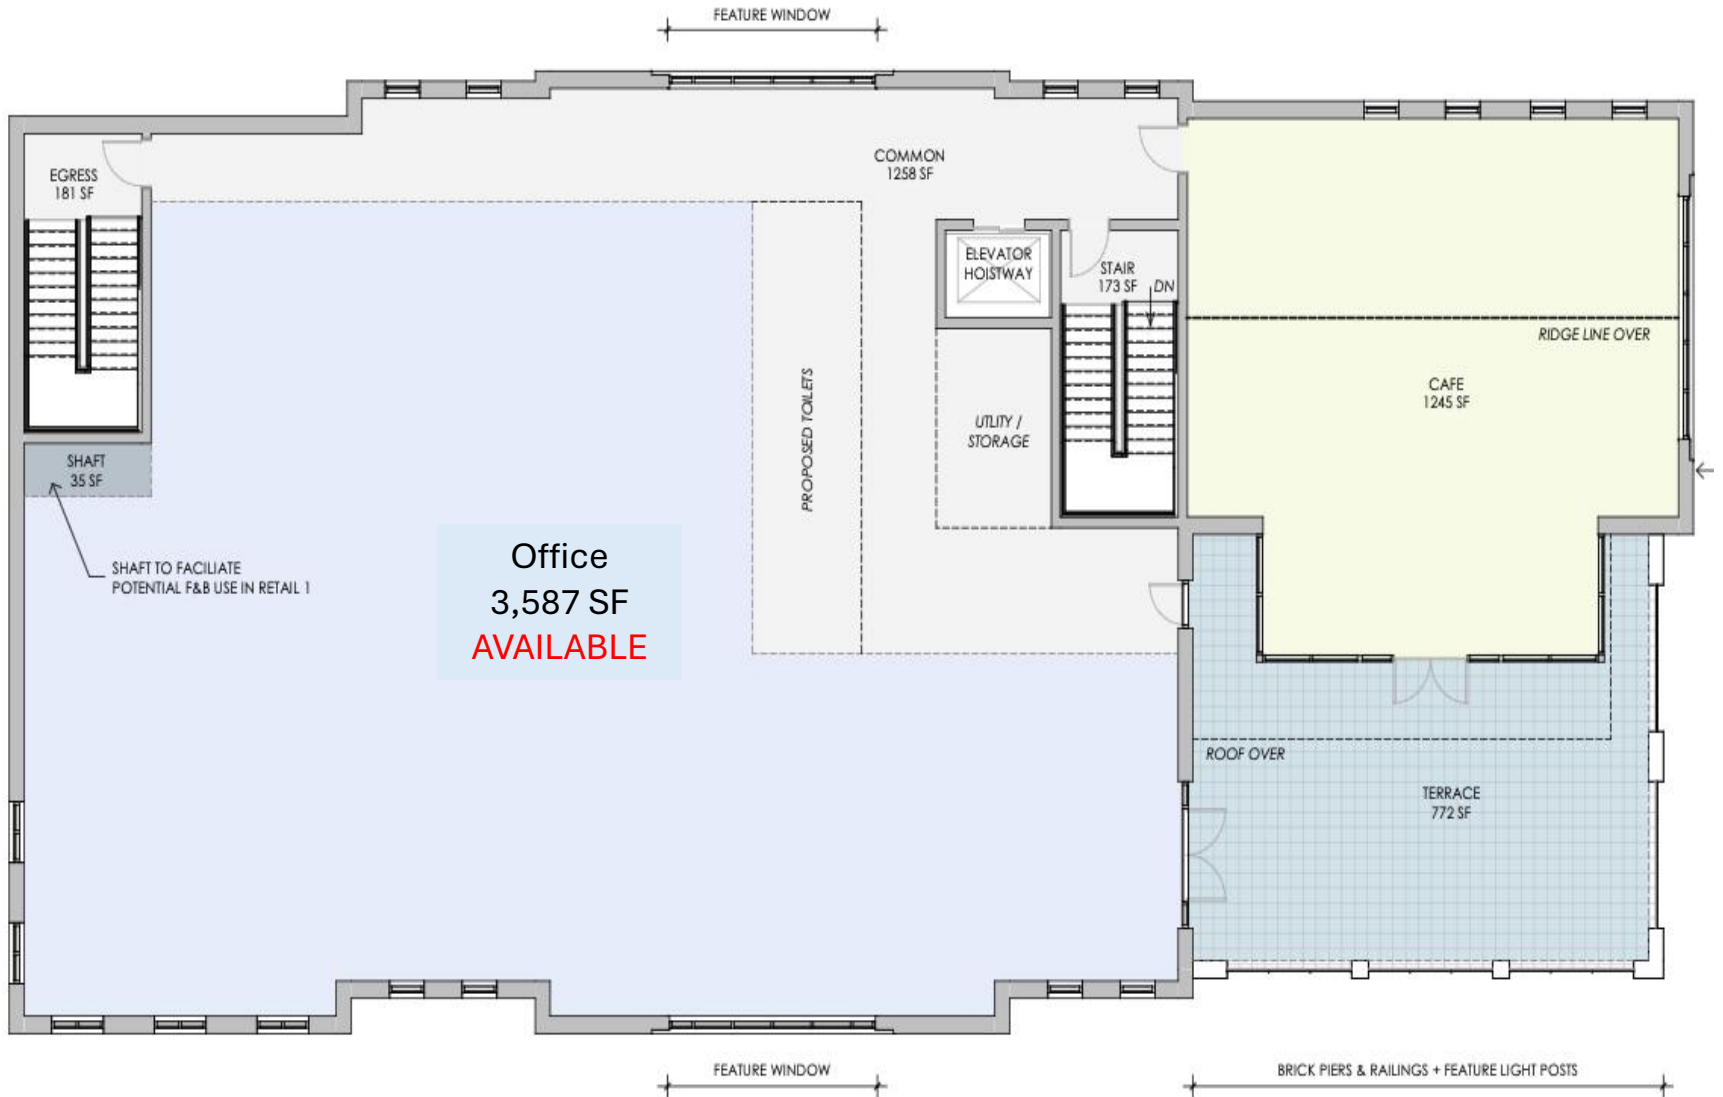 FEATURE WINDOW
EGRESS
181 SF
COMMON
1258 SF
ELEVATOR
HOISTWAY
STAIR
173 SF
DN
RIDGE LINE OVER
CAFE
1245 SF
PROPOSED TOILETS
UTLITY /
STORAGE
SHAFT
35 SF
SHAFT TO FACILIATE
POTENTIAL F&B USE IN RETAIL 1
Office
3,587 SF
AVAILABLE
ROOF OVER
TERRACE
772 SF
FEATURE WINDOW
BRICK PIERS & RAILINGS + FEATURE LIGHT POSTS